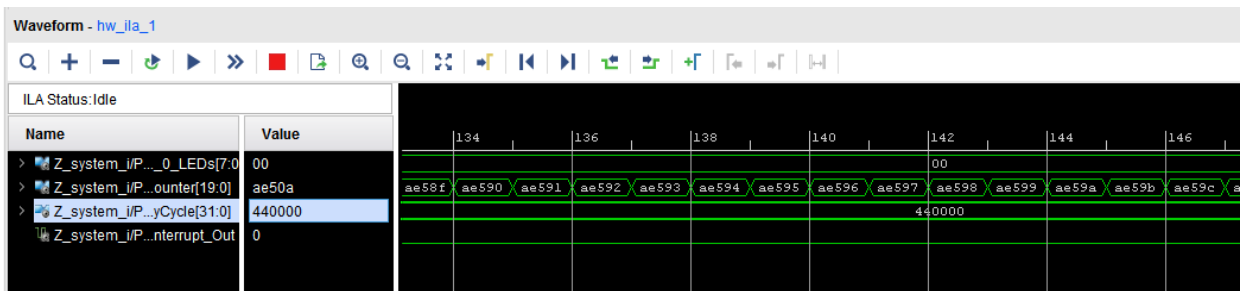 Waveform - hw_ila_1
ILA Status:Idle
Name Value
134 136 138 140 142 144 146
Z_system_i/P..._0_LEDs[7:0 00 00
Z_system_i/P...ounter[19:0] ae50a ae58f ae590 ae591 ae592 ae593 ae594 ae595 ae596 ae597 ae598 ae599 ae59a ae59b ae59c a
Z_system_i/P...yCycle[31:0] 440000 440000
Z_system_i/P...nterrupt_Out 0